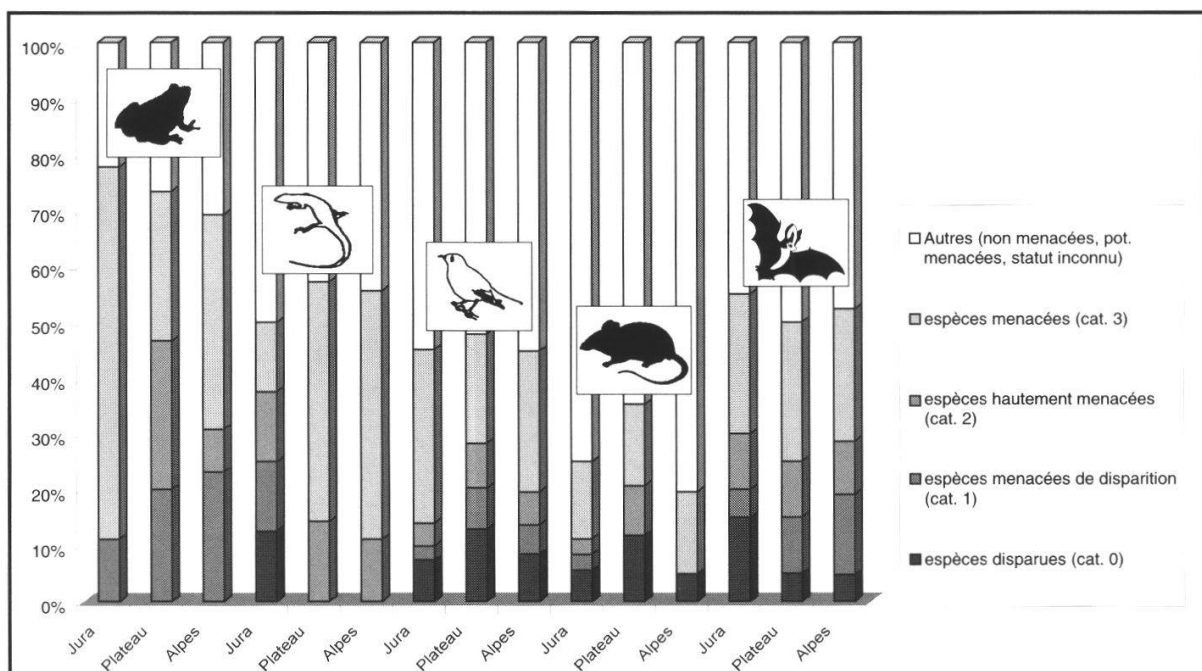 100%
90%
80%
70%
60%
50%
40%
30%
20%
10%
0%
Jura
Plateau
Alpes
Jura
Plateau
Alpes
Jura
Plateau
Alpes
Jura
Plateau
Alpes
Jura
Plateau
Alpes
Autres (non menacées, pot.
menacées, statut inconnu)
espèces menacées (cat. 3)
espèces hautement menacées
(cat. 2)
espèces menacées de disparition
(cat. 1)
espèces disparues (cat. 0)